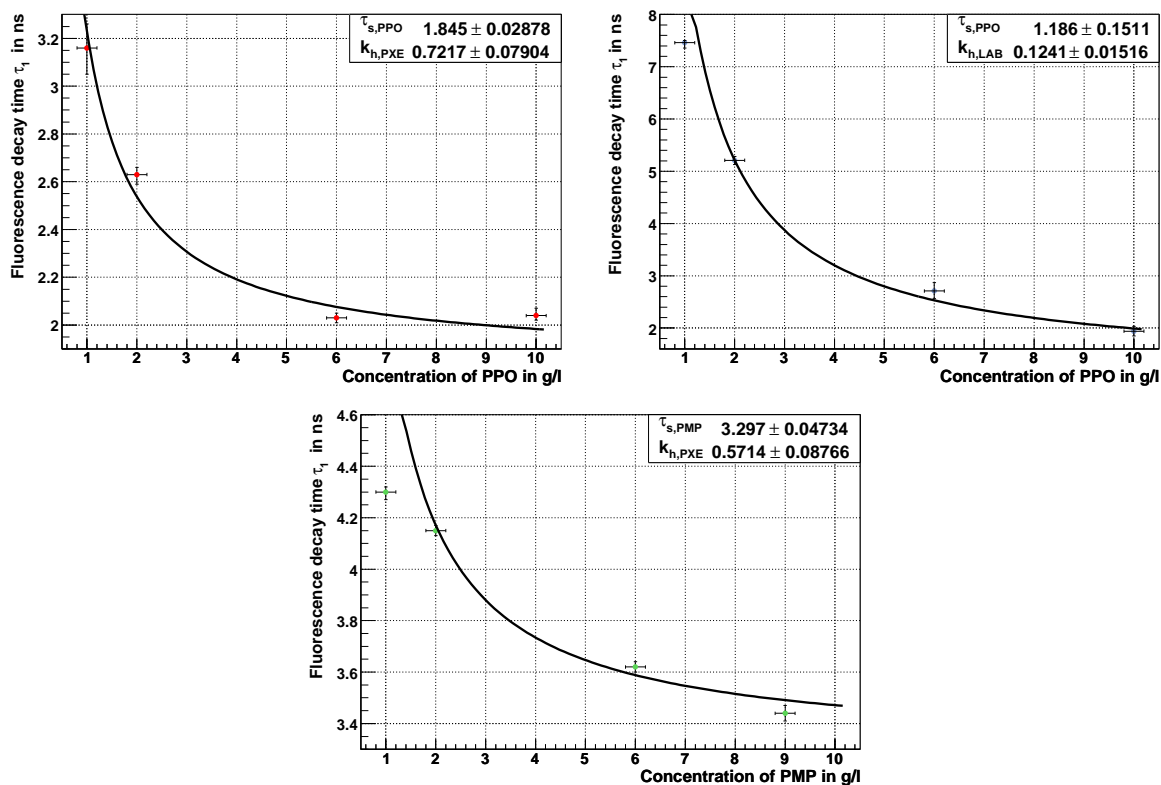 τs,PPO 1.845 ± 0.02878
kh,PXE 0.7217 ± 0.07904
Fluorescence decay time τ1 in ns
3.2
3
2.8
2.6
2.4
2.2
2
1 2 3 4 5 6 7 8 9 10
Concentration of PPO in g/l
τs,PPO 1.186 ± 0.1511
kh,LAB 0.1241 ± 0.01516
Fluorescence decay time τ1 in ns
8
7
6
5
4
3
2
1 2 3 4 5 6 7 8 9 10
Concentration of PPO in g/l
τs,PMP 3.297 ± 0.04734
kh,PXE 0.5714 ± 0.08766
Fluorescence decay time τ1 in ns
4.6
4.4
4.2
4
3.8
3.6
3.4
1 2 3 4 5 6 7 8 9 10
Concentration of PMP in g/l